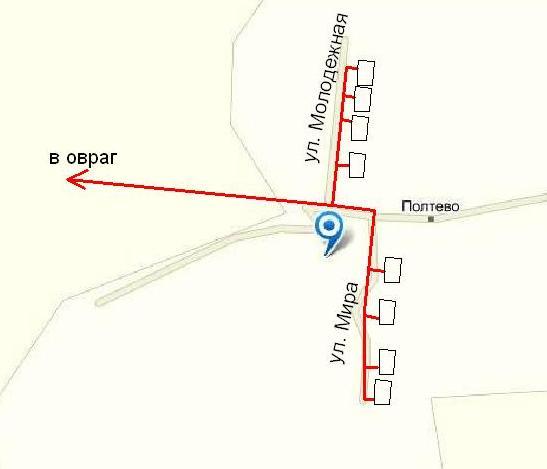 ул. Молодежная
в овраг
Полтево
ул. Мира